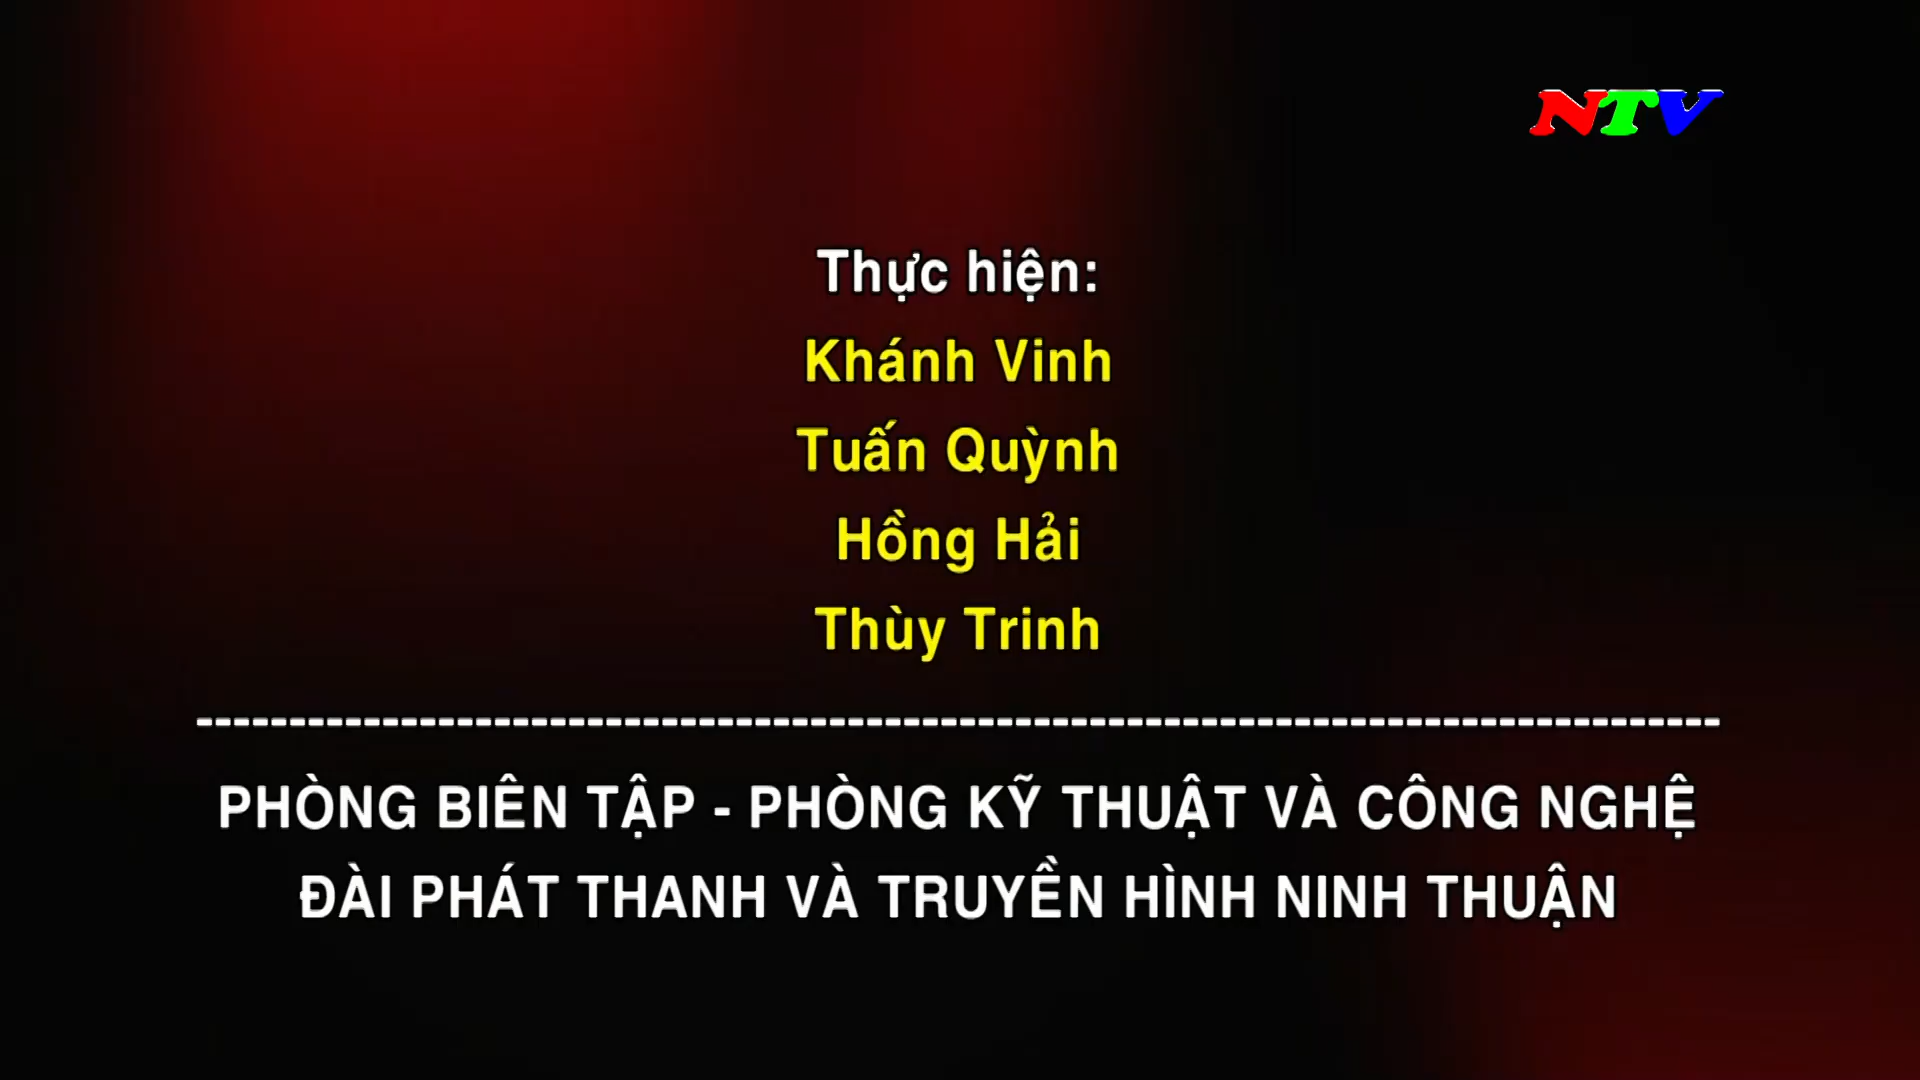 NTV
Thực hiện:
Khánh Vinh
Tuấn Quỳnh
Hồng Hải
Thùy Trinh
---------------------------------------------------------------------------------
PHÒNG BIÊN TẬP - PHÒNG KỸ THUẬT VÀ CÔNG NGHỆ
ĐÀI PHÁT THANH VÀ TRUYỀN HÌNH NINH THUẬN